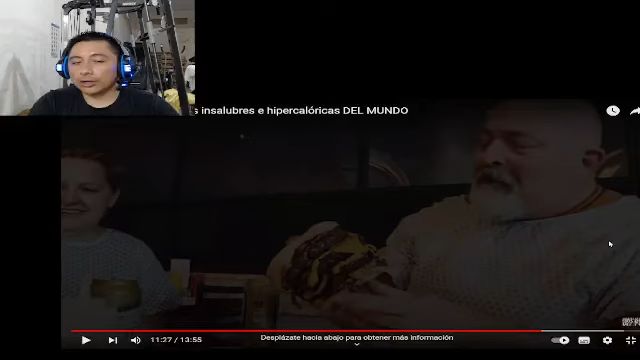 s insalubres e hipercalóricas DEL MUNDO
11:27 / 13:55
Desplázate hacia abajo para obtener más información